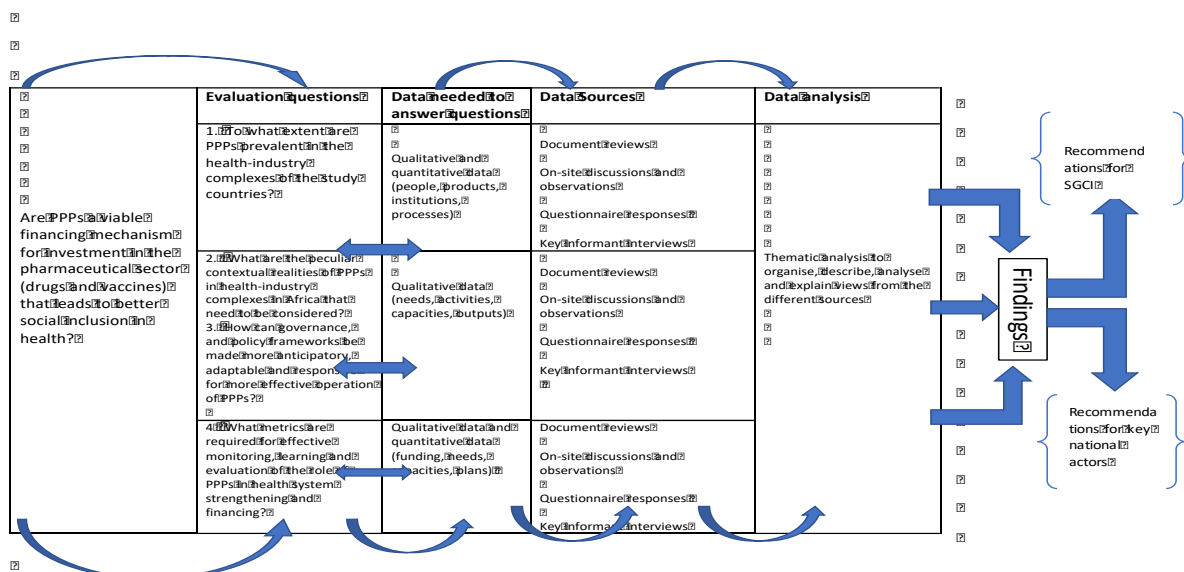 Are PPPs a viable
financing mechanism
for investment in the
pharmaceutical sector
(drugs and vaccines)
that leads to better
social inclusion in
health?
Evaluation questions
Data needed to
answer questions
Data Sources
Data analysis
1. To what extent are
PPPs prevalent in the
health-industry
complexes of the study
countries?
Qualitative and
quantitative data
(people, products,
institutions,
processes)
Document reviews
On-site discussions and
observations
Questionnaire responses
Key Informant Interviews
2. What are the peculiar
contextual realities of PPPs
in health-industry
complexes in Africa that
need to be considered?
3. How can governance,
and policy frameworks be
made more anticipatory,
adaptable and
for more effective operation
of PPPs?
Qualitative data
(needs, activities,
capacities, outputs)
Document reviews
On-site discussions and
observations
Questionnaire responses
Key Informant Interviews
4. What metrics are
required for effective
monitoring, learning and
evaluation of the role
PPPs in health system
strengthening and
financing?
Qualitative data and
quantitative data
(funding, needs,
capacities, plans)
Document reviews
On-site discussions and
observations
Questionnaire responses
Key Informant Interviews
Thematic analysis to
organise, describe, analyse
and explain views from the
different sources
Findings
Recommend
ations for
SGCI
Recommenda
tions for key
national
actors